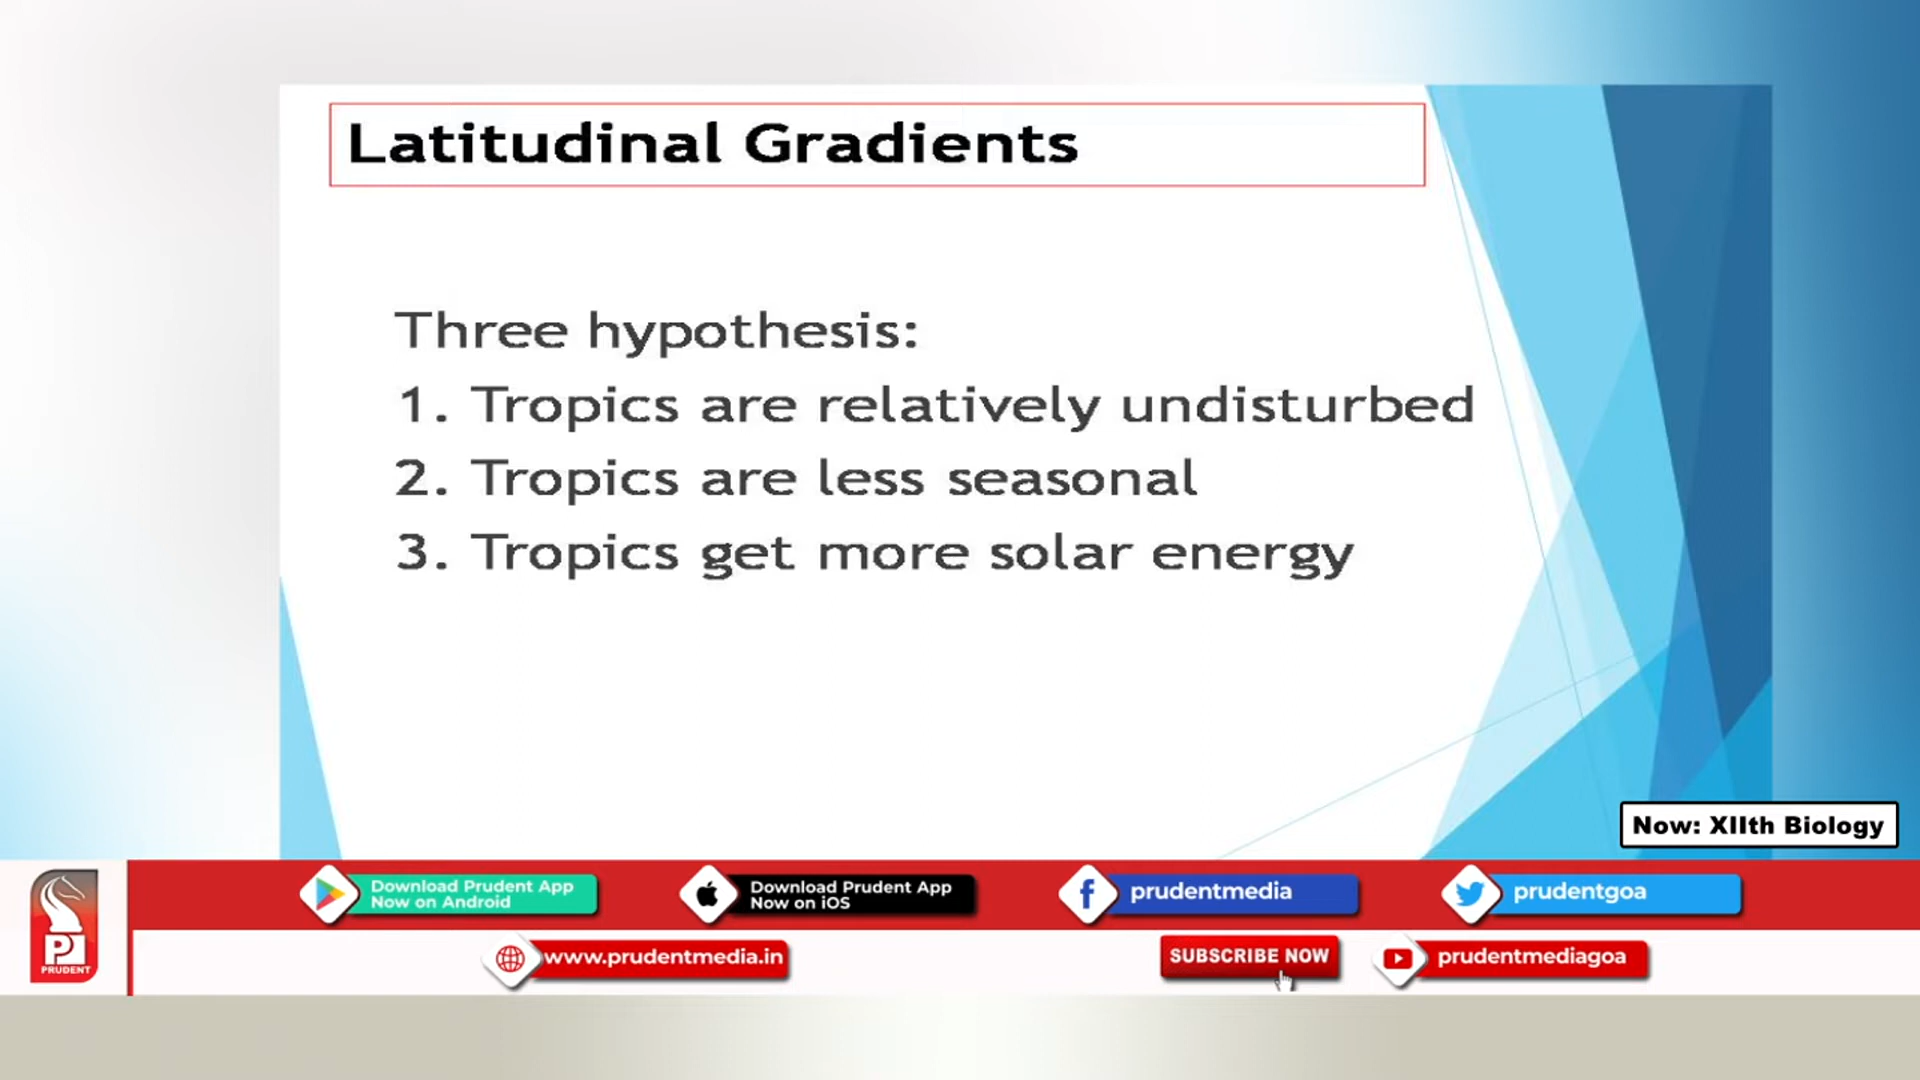 Latitudinal Gradients
Three hypothesis:
1. Tropics are relatively undisturbed
2. Tropics are less seasonal
3. Tropics get more solar energy
Now: XIIth Biology
Download Prudent App
Now on Android
Download Prudent App
Now on iOS
prudentmedia
prudentgoa
PRUDENT
www.prudentmedia.in
SUBSCRIBE NOW
prudentmediagoa